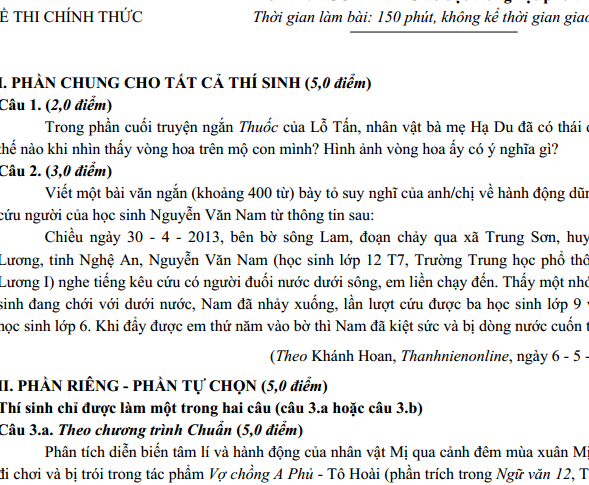 Ề THI CHÍNH THỨC
Thời gian làm bài: 150 phút, không kể thời gian giao
I. PHẦN CHUNG CHO TẤT CẢ THÍ SINH (5,0 điểm)
Câu 1. (2,0 điểm)
Trong phần cuối truyện ngắn Thuốc của Lỗ Tấn, nhân vật bà mẹ Hạ Du đã có thái
thế nào khi nhìn thấy vòng hoa trên mộ con mình? Hình ảnh vòng hoa ấy có ý nghĩa gì?
Câu 2. (3,0 điểm)
Viết một bài văn ngắn (khoảng 400 từ) bày tỏ suy nghĩ của anh/chị về hành động dũn
cứu người của học sinh Nguyễn Văn Nam từ thông tin sau:
Chiều ngày 30 - 4 - 2013, bên bờ sông Lam, đoạn chảy qua xã Trung Sơn, huy
Lương, tỉnh Nghệ An, Nguyễn Văn Nam (học sinh lớp 12 T7, Trường Trung học phổ thô
Lương I) nghe tiếng kêu cứu có người đuối nước dưới sông, em liền chạy đến. Thấy một nhó
sinh đang chới với dưới nước, Nam đã nhảy xuống, lần lượt cứu được ba học sinh lớp 9 v
học sinh lớp 6. Khi đẩy được em thứ năm vào bờ thì Nam đã kiệt sức và bị dòng nước cuốn t
(Theo Khánh Hoan, Thanhnienonline, ngày 6 - 5 -
II. PHẦN RIÊNG - PHẦN TỰ CHỌN (5,0 điểm)
Thí sinh chỉ được làm một trong hai câu (câu 3.a hoặc câu 3.b)
Câu 3.a. Theo chương trình Chuẩn (5,0 điểm)
Phân tích diễn biến tâm lí và hành động của nhân vật Mị qua cảnh đêm mùa xuân Mị
đi chơi và bị trói trong tác phẩm Vợ chồng A Phủ - Tô Hoài (phần trích trong Ngữ văn 12, T